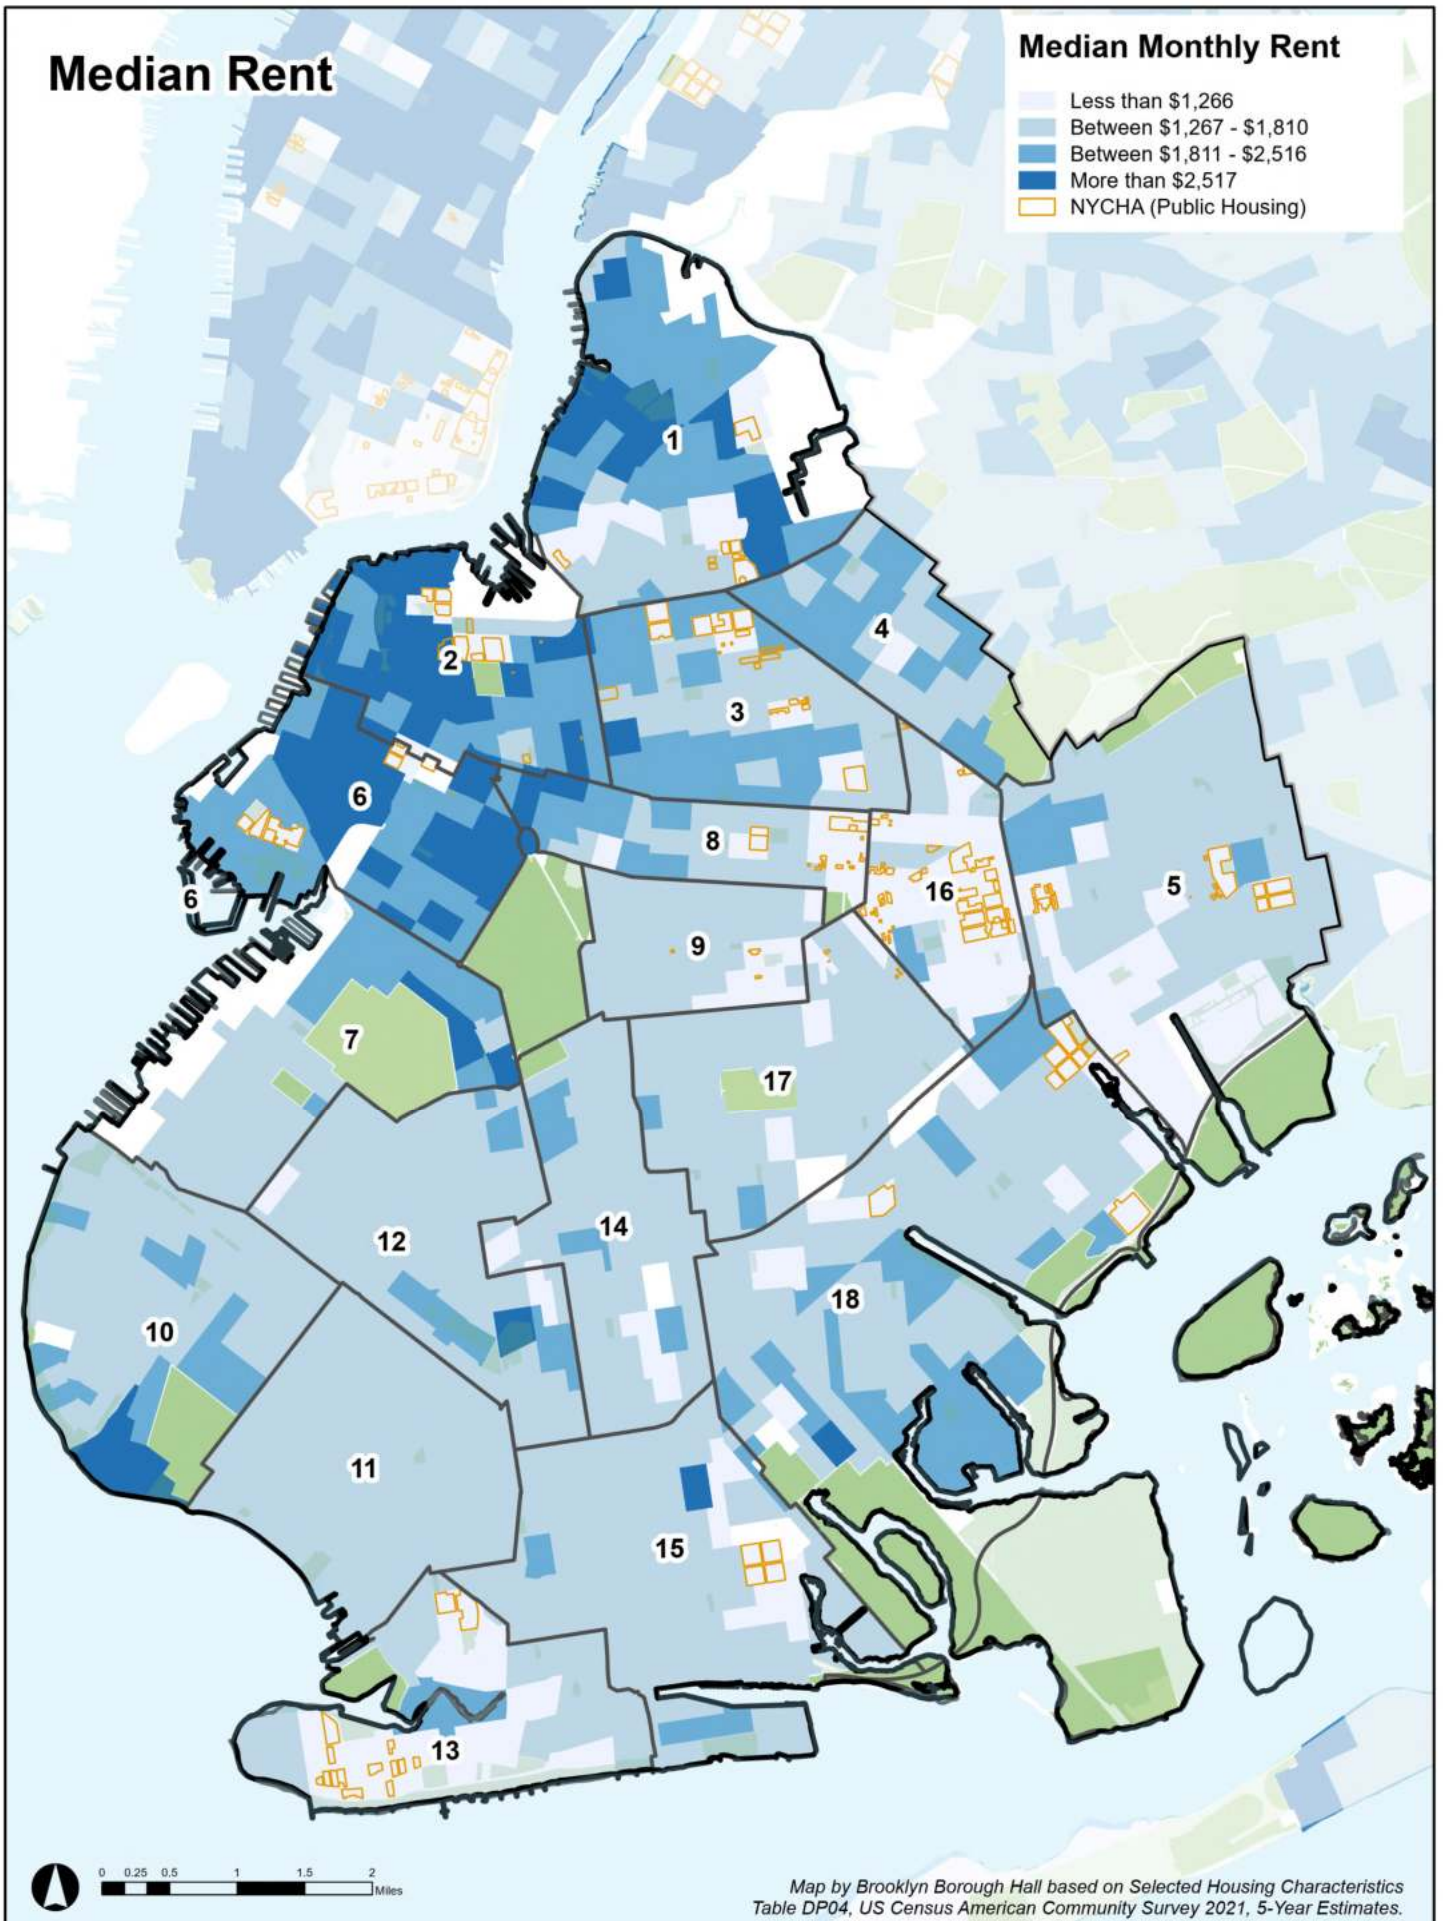 Median Rent
Median Monthly Rent
Less than $1,266
Between $1,267 - $1,810
Between $1,811 - $2,516
More than $2,517
NYCHA (Public Housing)
1
4
2
3
6
8
5
16
6
9
7
17
14
12
18
10
11
15
13
0 0.25 0.5 1 1.5 2
Miles
Map by Brooklyn Borough Hall based on Selected Housing Characteristics
Table DP04, US Census American Community Survey 2021, 5-Year Estimates.